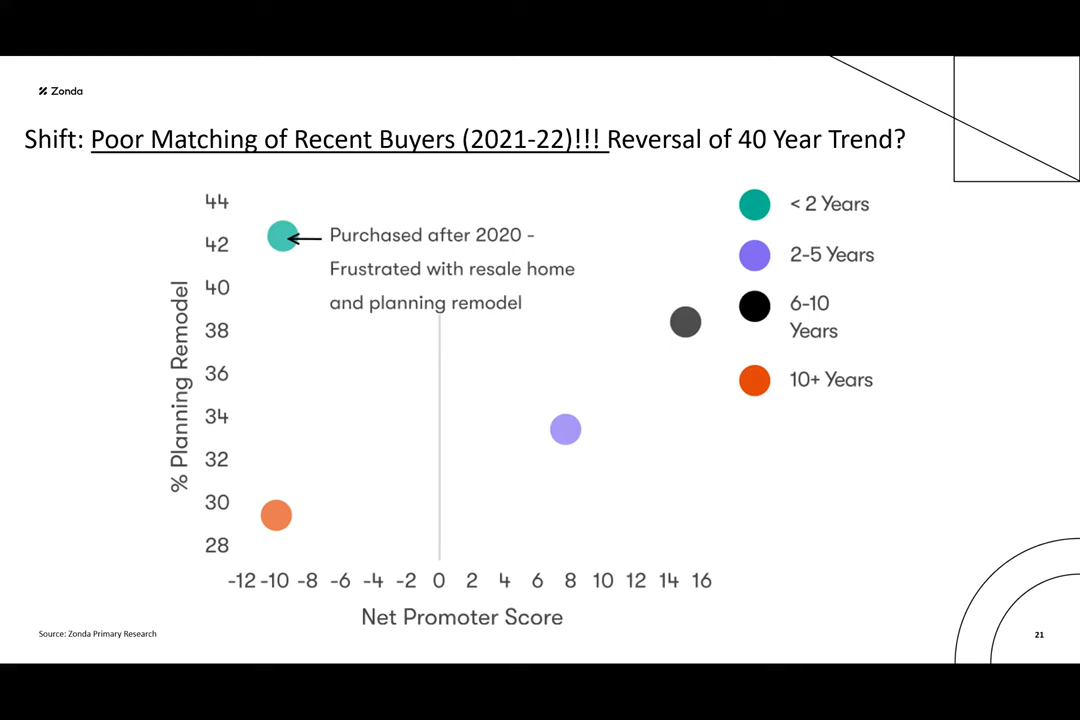 Zonda
Shift: Poor Matching of Recent Buyers (2021-22)!!! Reversal of 40 Year Trend?
44
42
40
38
36
34
32
30
28
% Planning Remodel
Purchased after 2020 -
Frustrated with resale home
and planning remodel
< 2 Years
2-5 Years
6-10
Years
10+ Years
-12 -10 -8 -6 -4 -2 0 2 4 6 8 10 12 14 16
Net Promoter Score
Source: Zonda Primary Research
21